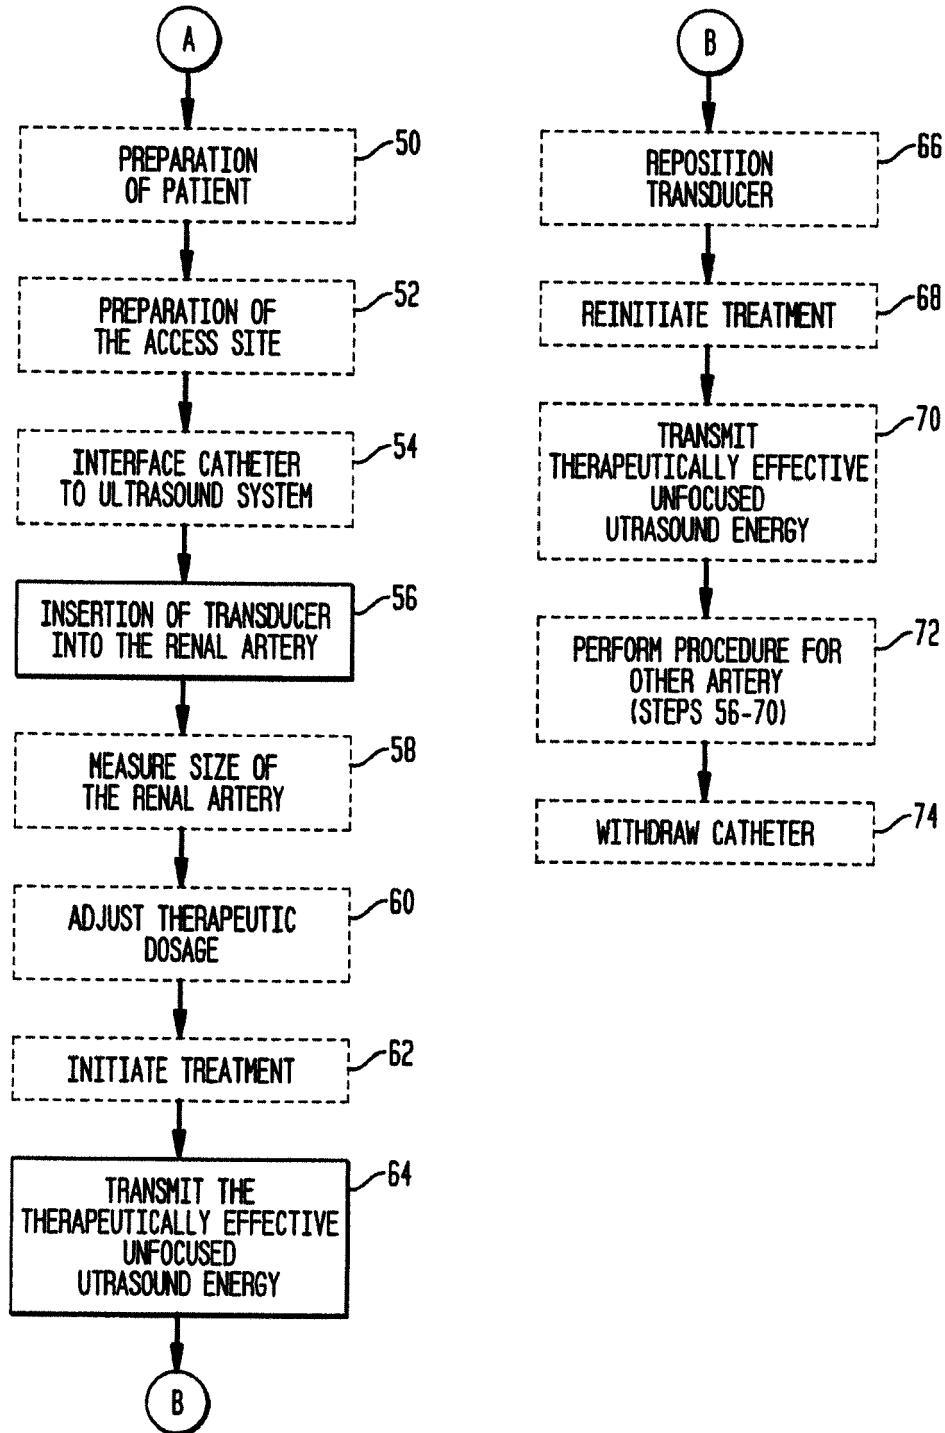 A
PREPARATION
OF PATIENT
50
PREPARATION OF
THE ACCESS SITE
52
INTERFACE CATHETER
TO ULTRASOUND SYSTEM
54
INSERTION OF TRANSDUCER
INTO THE RENAL ARTERY
56
MEASURE SIZE OF
THE RENAL ARTERY
58
ADJUST THERAPEUTIC
DOSAGE
60
INITIATE TREATMENT
62
TRANSMIT THE
THERAPEUTICALLY EFFECTIVE
UNFOCUSED
UTRASOUND ENERGY
64
B
B
REPOSITION
TRANSDUCER
66
REINITIATE TREATMENT
68
TRANSMIT
THERAPEUTICALLY EFFECTIVE
UNFOCUSED
UTRASOUND ENERGY
70
PERFORM PROCEDURE FOR
OTHER ARTERY
(STEPS 56-70)
72
WITHDRAW CATHETER
74